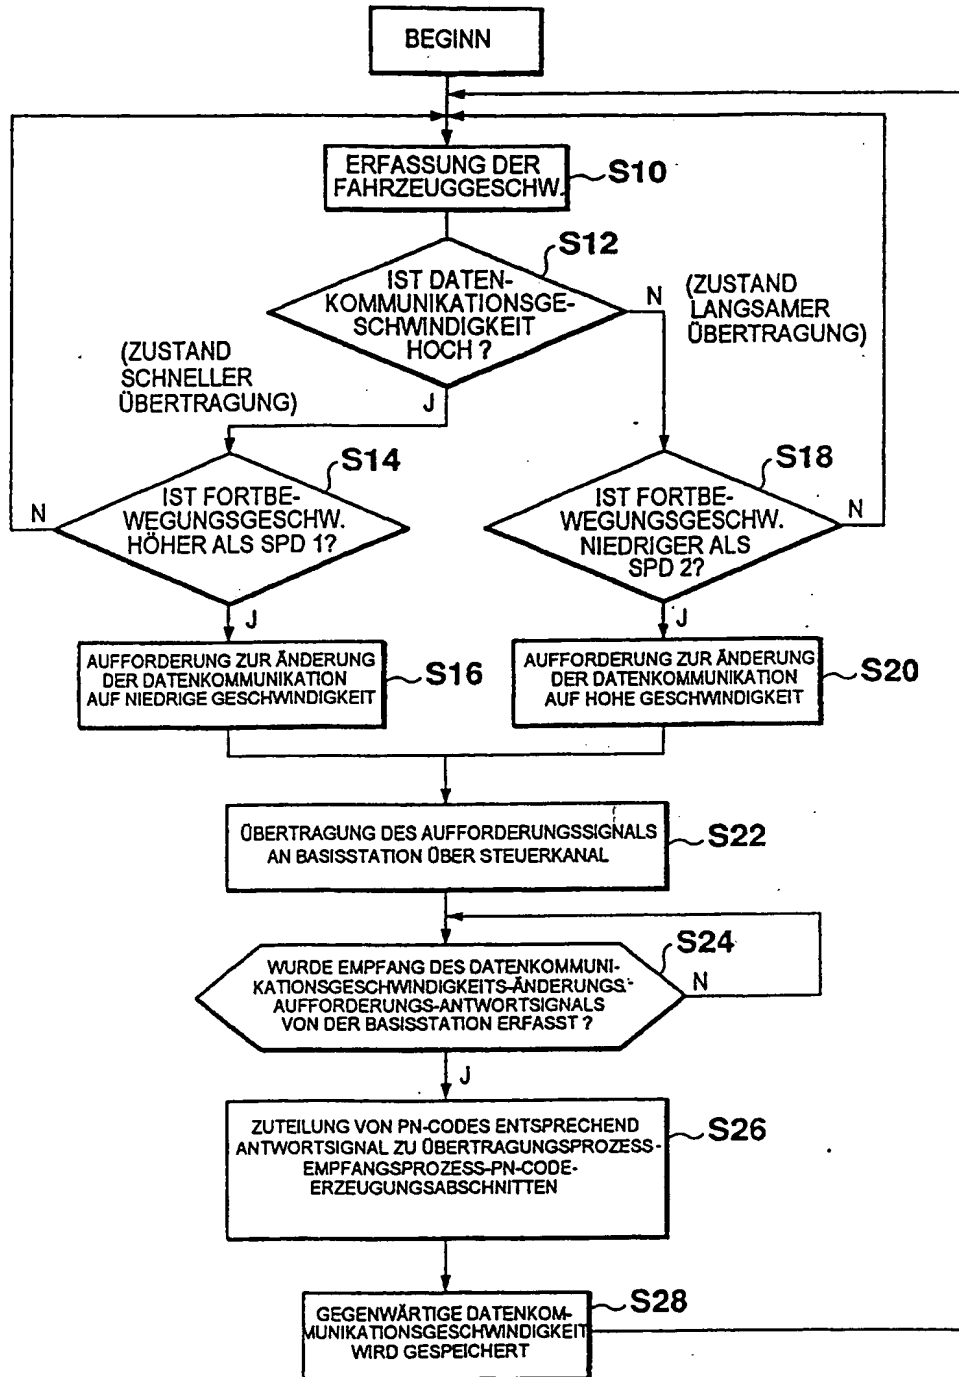 BEGINN
ERFASSUNG DER
FAHRZEUGGESCHW.
S10
S12
IST DATEN-
KOMMUNIKATIONSGE-
SCHWINDIGKEIT
HOCH ?
N
(ZUSTAND
LANGSAMER
ÜBERTRAGUNG)
(ZUSTAND
SCHNELLER
ÜBERTRAGUNG)
J
S14
IST FORTBE-
WEGUNGSGESCHW.
HÖHER ALS SPD 1?
N
J
S18
IST FORTBE-
WEGUNGSGESCHW.
NIEDRIGER ALS
SPD 2?
N
J
AUFFORDERUNG ZUR ÄNDERUNG
DER DATENKOMMUNIKATION
AUF NIEDRIGE GESCHWINDIGKEIT
S16
AUFFORDERUNG ZUR ÄNDERUNG
DER DATENKOMMUNIKATION
AUF HOHE GESCHWINDIGKEIT
S20
ÜBERTRAGUNG DES AUFFORDERUNGSSIGNALS
AN BASISSTATION ÜBER STEUERKANAL
S22
S24
WURDE EMPFANG DES DATENKOMMUNI-
KATIONSGESCHWINDIGKEITS-ÄNDERUNGS-
AUFFORDERUNGS-ANTWORTSIGNALS
VON DER BASISSTATION ERFASST ?
N
J
ZUTEILUNG VON PN-CODES ENTSPRECHEND
ANTWORTSIGNAL ZU ÜBERTRAGUNGSPROZESS-
EMPFANGSPROZESS-PN-CODE-
ERZEUGUNGSABSCHNITTEN
S26
GEGENWÄRTIGE DATENKOM-
MUNIKATIONSGESCHWINDIGKEIT
WIRD GESPEICHERT
S28